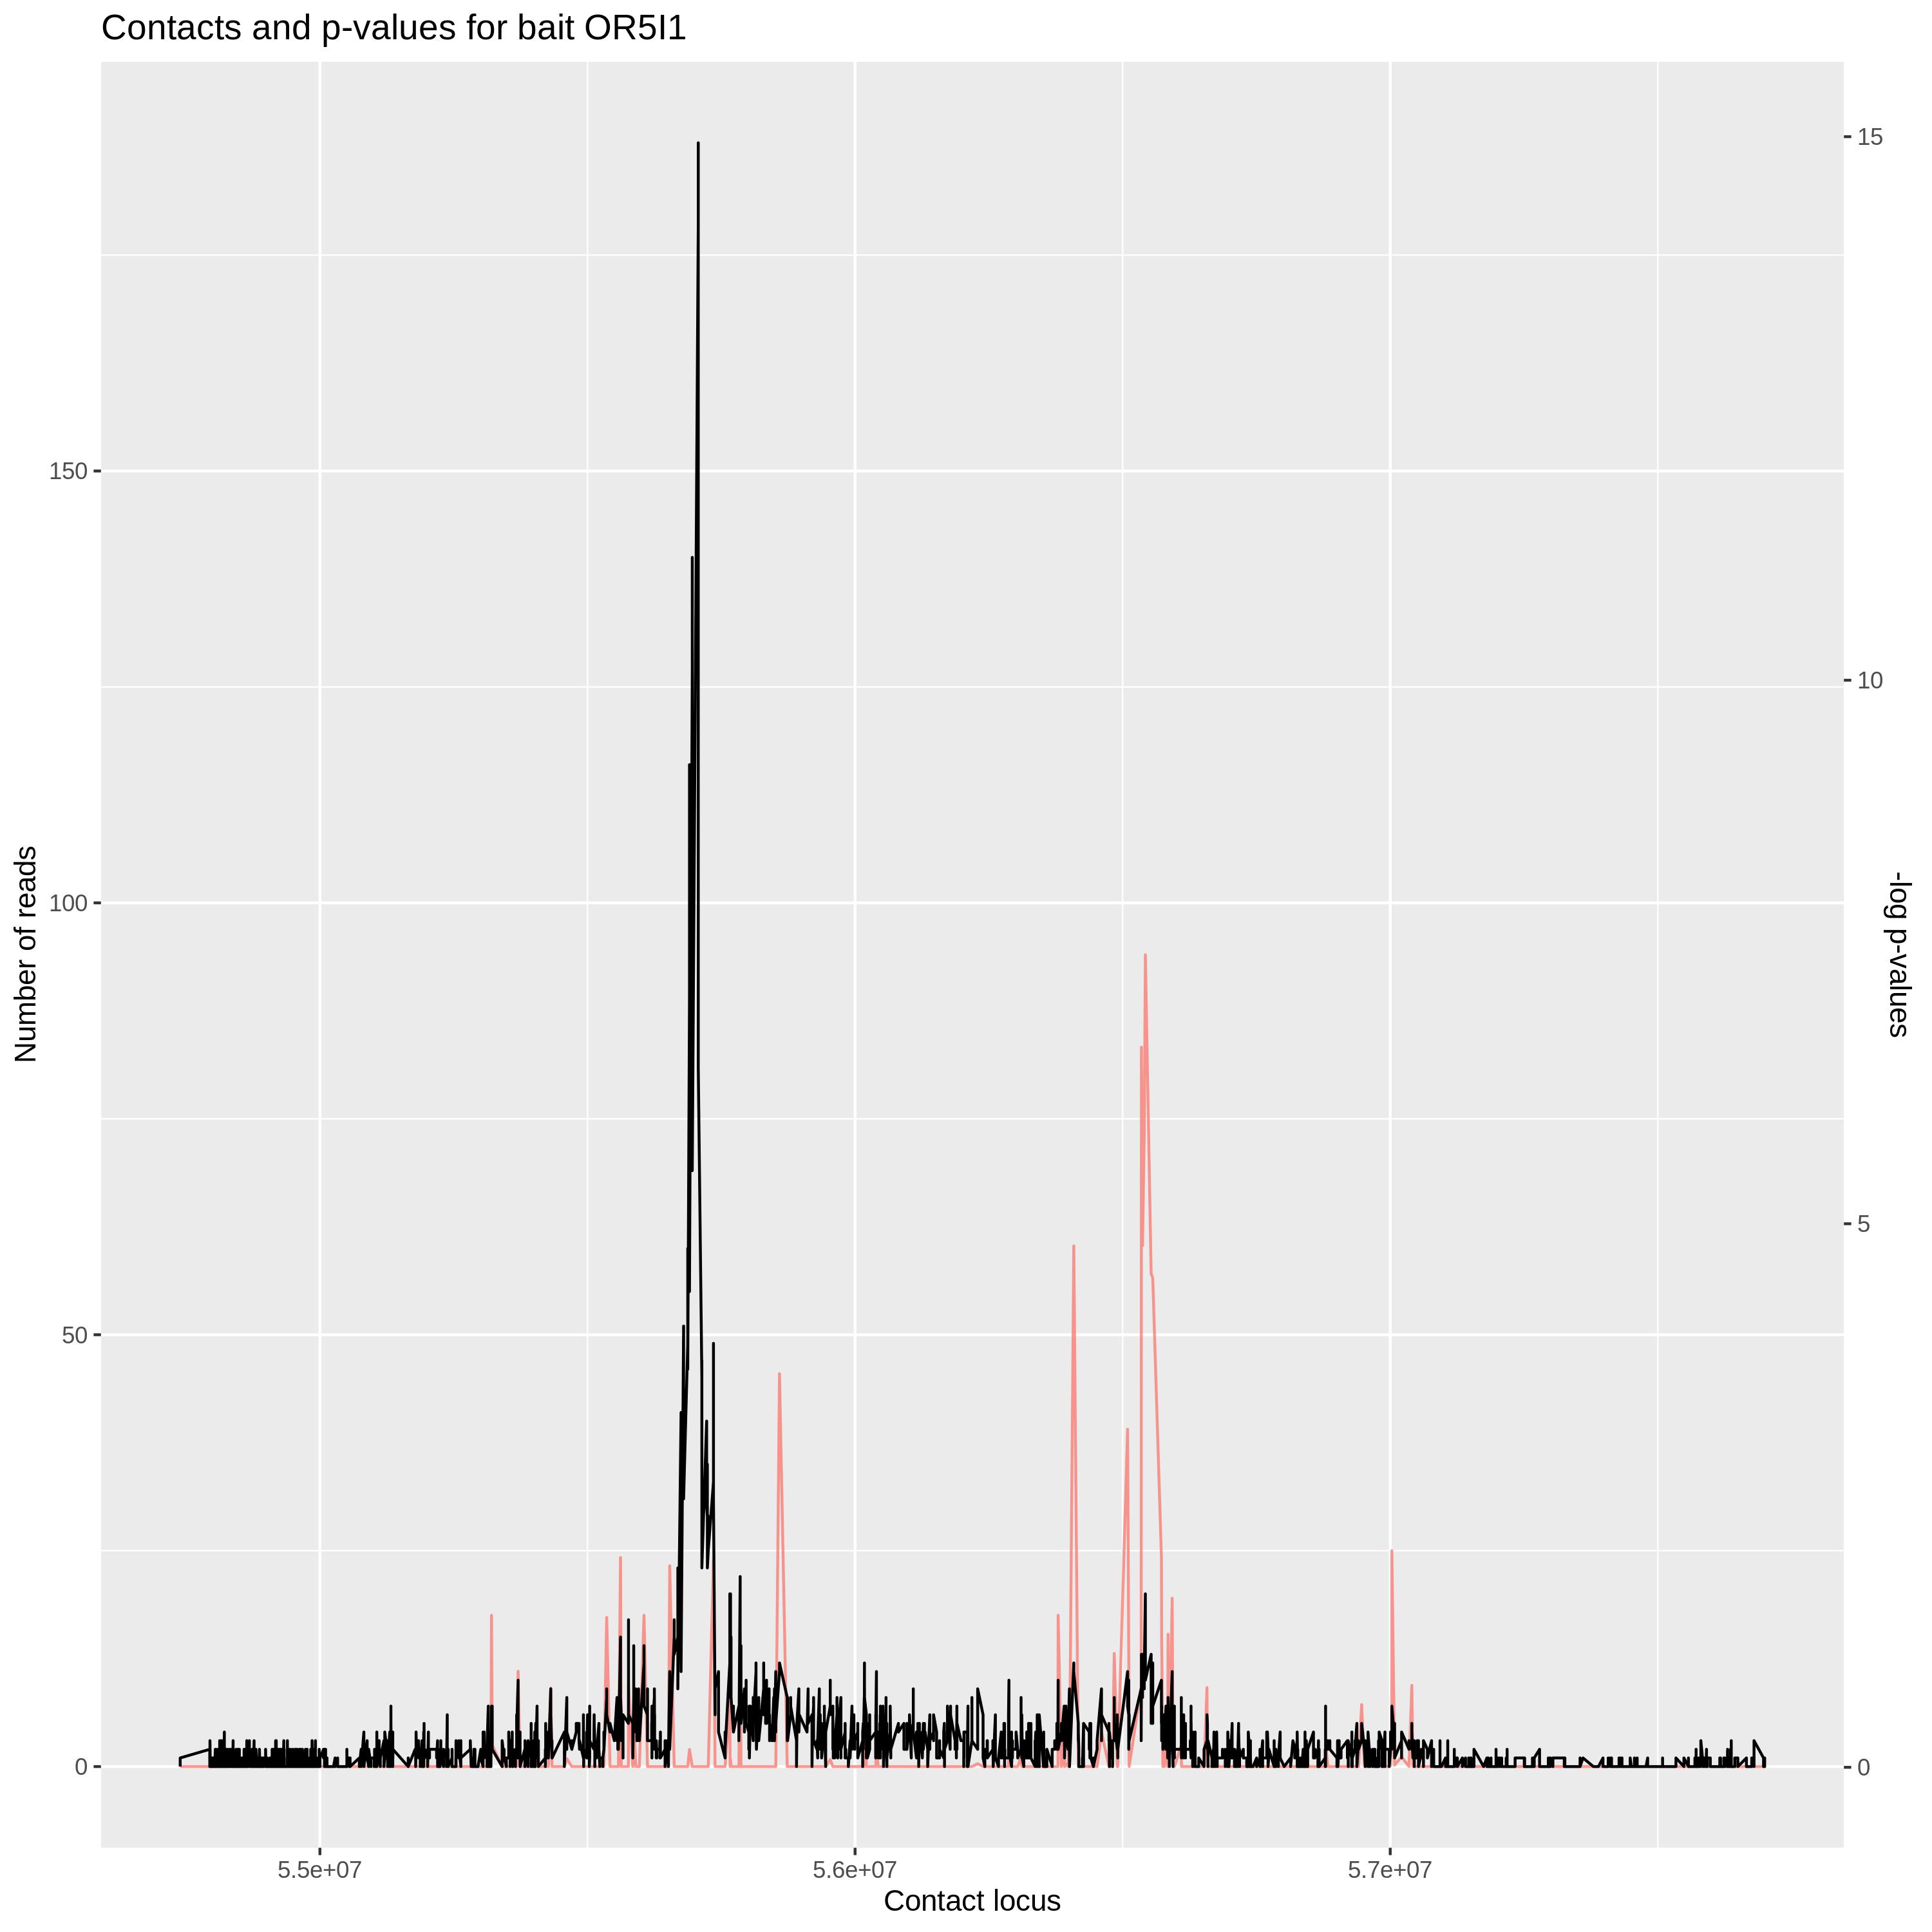 Contacts and p-values for bait OR5I1
15
150
10
100
Number of reads
-log p-values
5
50
0
0
5.5e+07
5.6e+07
5.7e+07
Contact locus